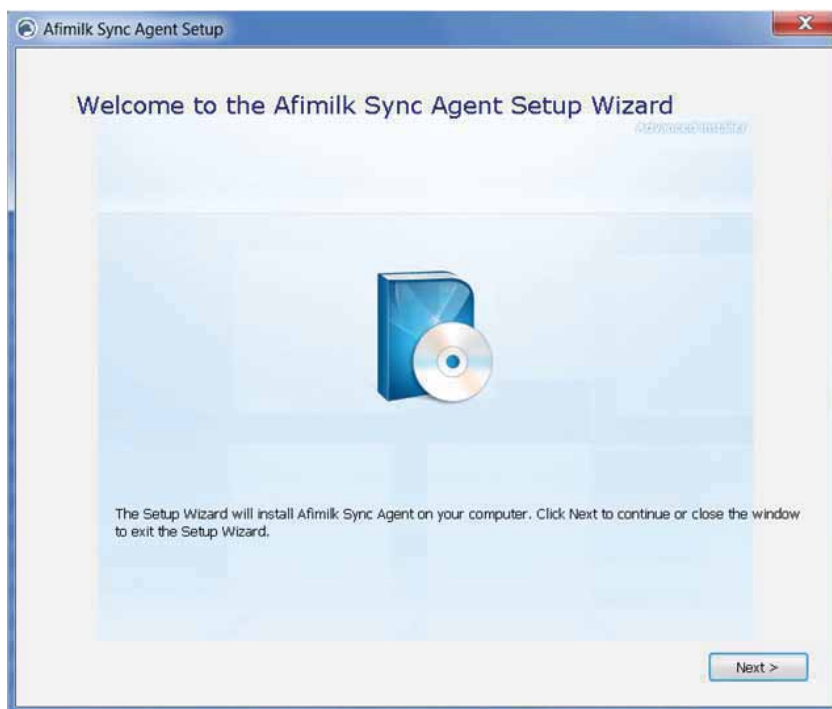 Afimilk Sync Agent Setup
Welcome to the Afimilk Sync Agent Setup Wizard
Advanced Installer
The Setup Wizard will install Afimilk Sync Agent on your computer. Click Next to continue or close the window
to exit the Setup Wizard.
Next >